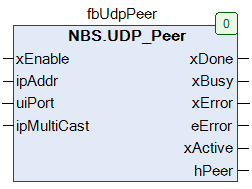 fbUdpPeer
0
NBS.UDP_Peer
xEnable xDone
ipAddr xBusy
uiPort xError
ipMultiCast eError
xActive
hPeer